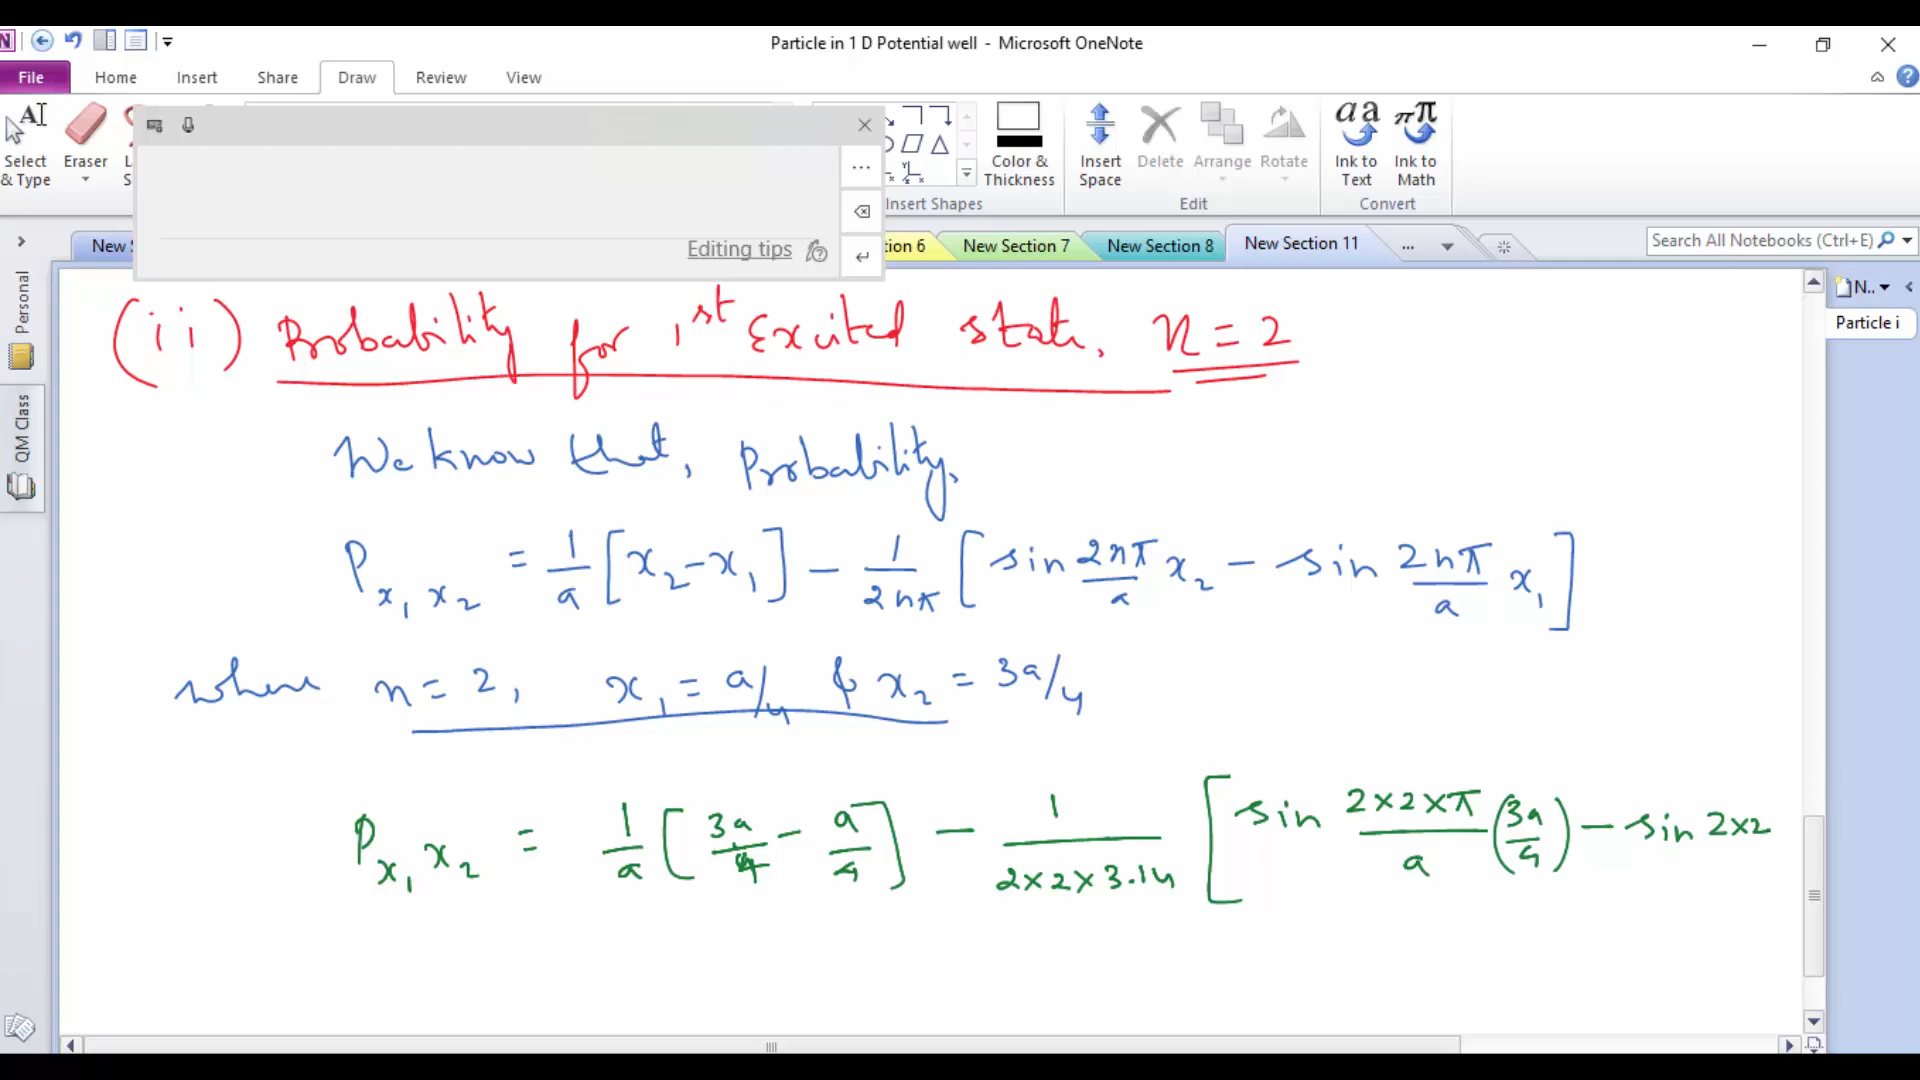 Particle in 1 D Potential well - Microsoft OneNote
File Home Insert Share Draw Review View
Select & Type
Eraser
Color & Thickness
Insert Space
Delete
Arrange
Rotate
Ink to Text
Ink to Math
Insert Shapes
Edit
Convert
Editing tips
New Section 7
New Section 8
New Section 11
...
Search All Notebooks (Ctrl+E)
N..
Particle i
Personal
QM Class
(ii) Probability for 1st Excited state, n = 2
We know that, Probability,
P x₁ x₂ = 1/a [x₂ - x₁] - 1/2nπ [sin 2nπ/a x₂ - sin 2nπ/a x₁]
where n = 2, x₁ = a/4 & x₂ = 3a/4
P x₁ x₂ = 1/a [3a/4 - a/4] - 1/2×2×3.14 [sin 2×2×π/a (3a/4) - sin 2×2